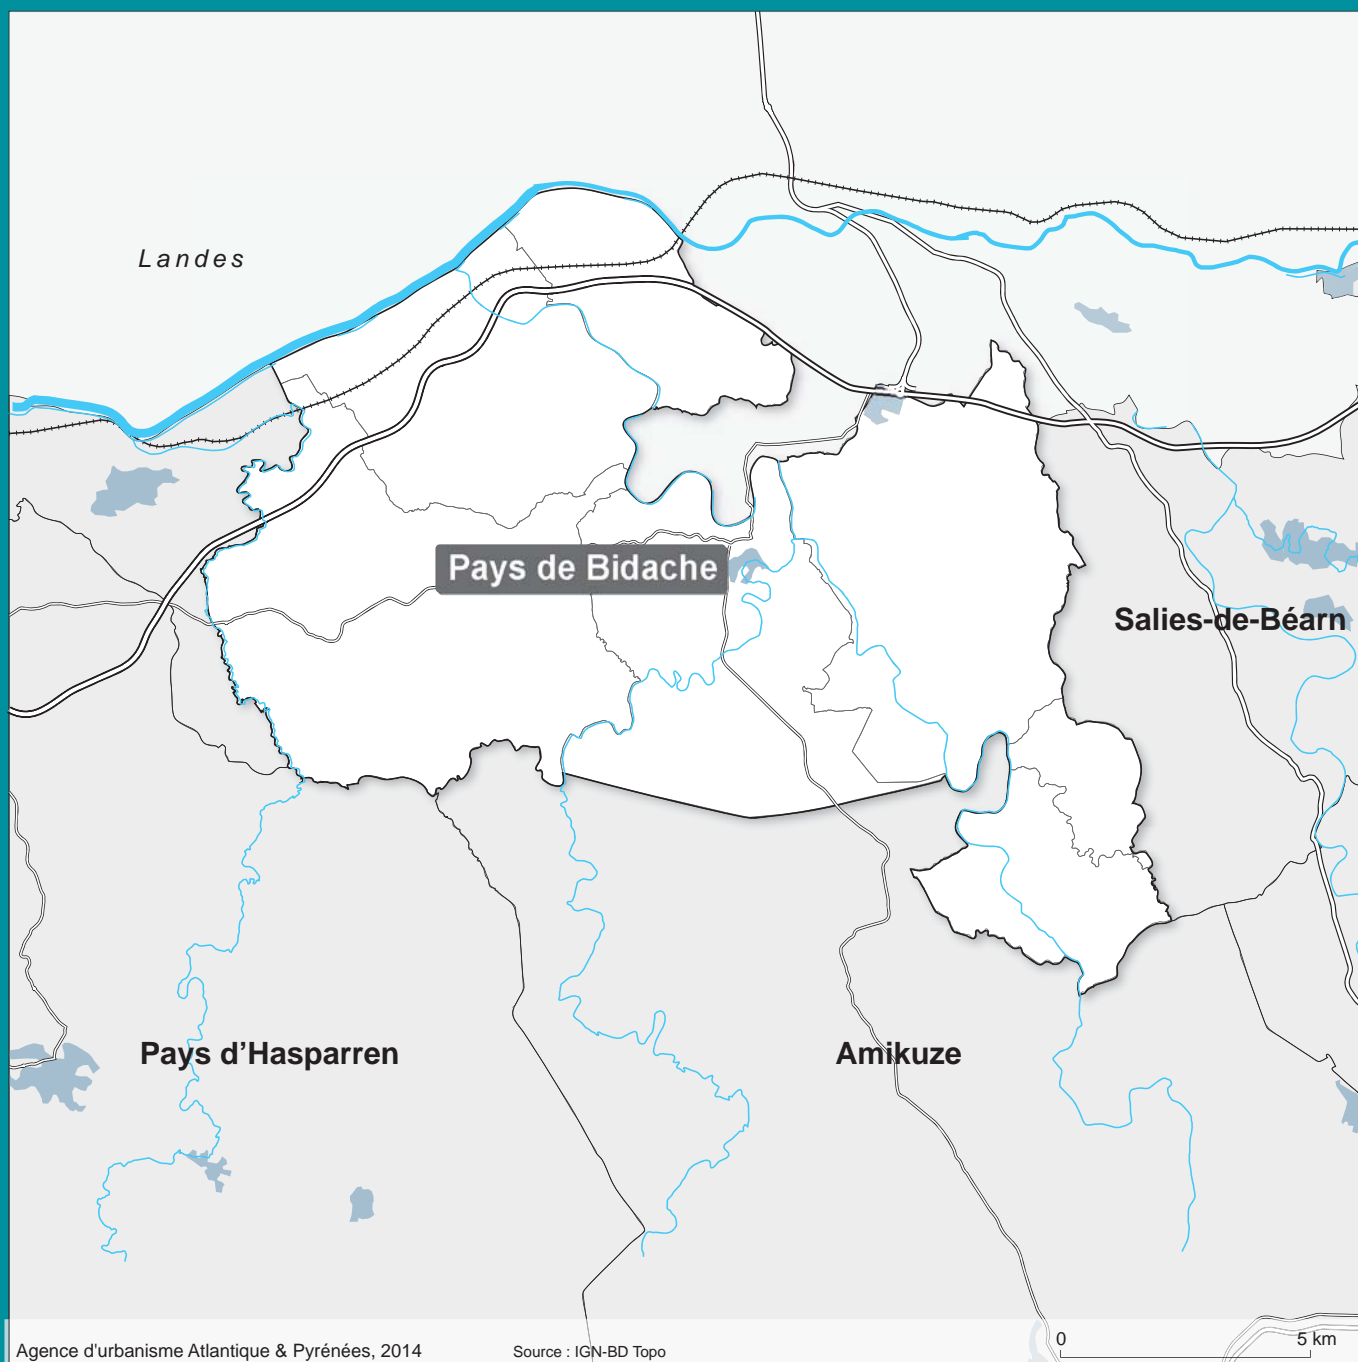 Landes
Pays de Bidache
Salies-de-Béarn
Pays d’Hasparren
Amikuze
Agence d'urbanisme Atlantique & Pyrénées, 2014
Source : IGN-BD Topo
0
5 km